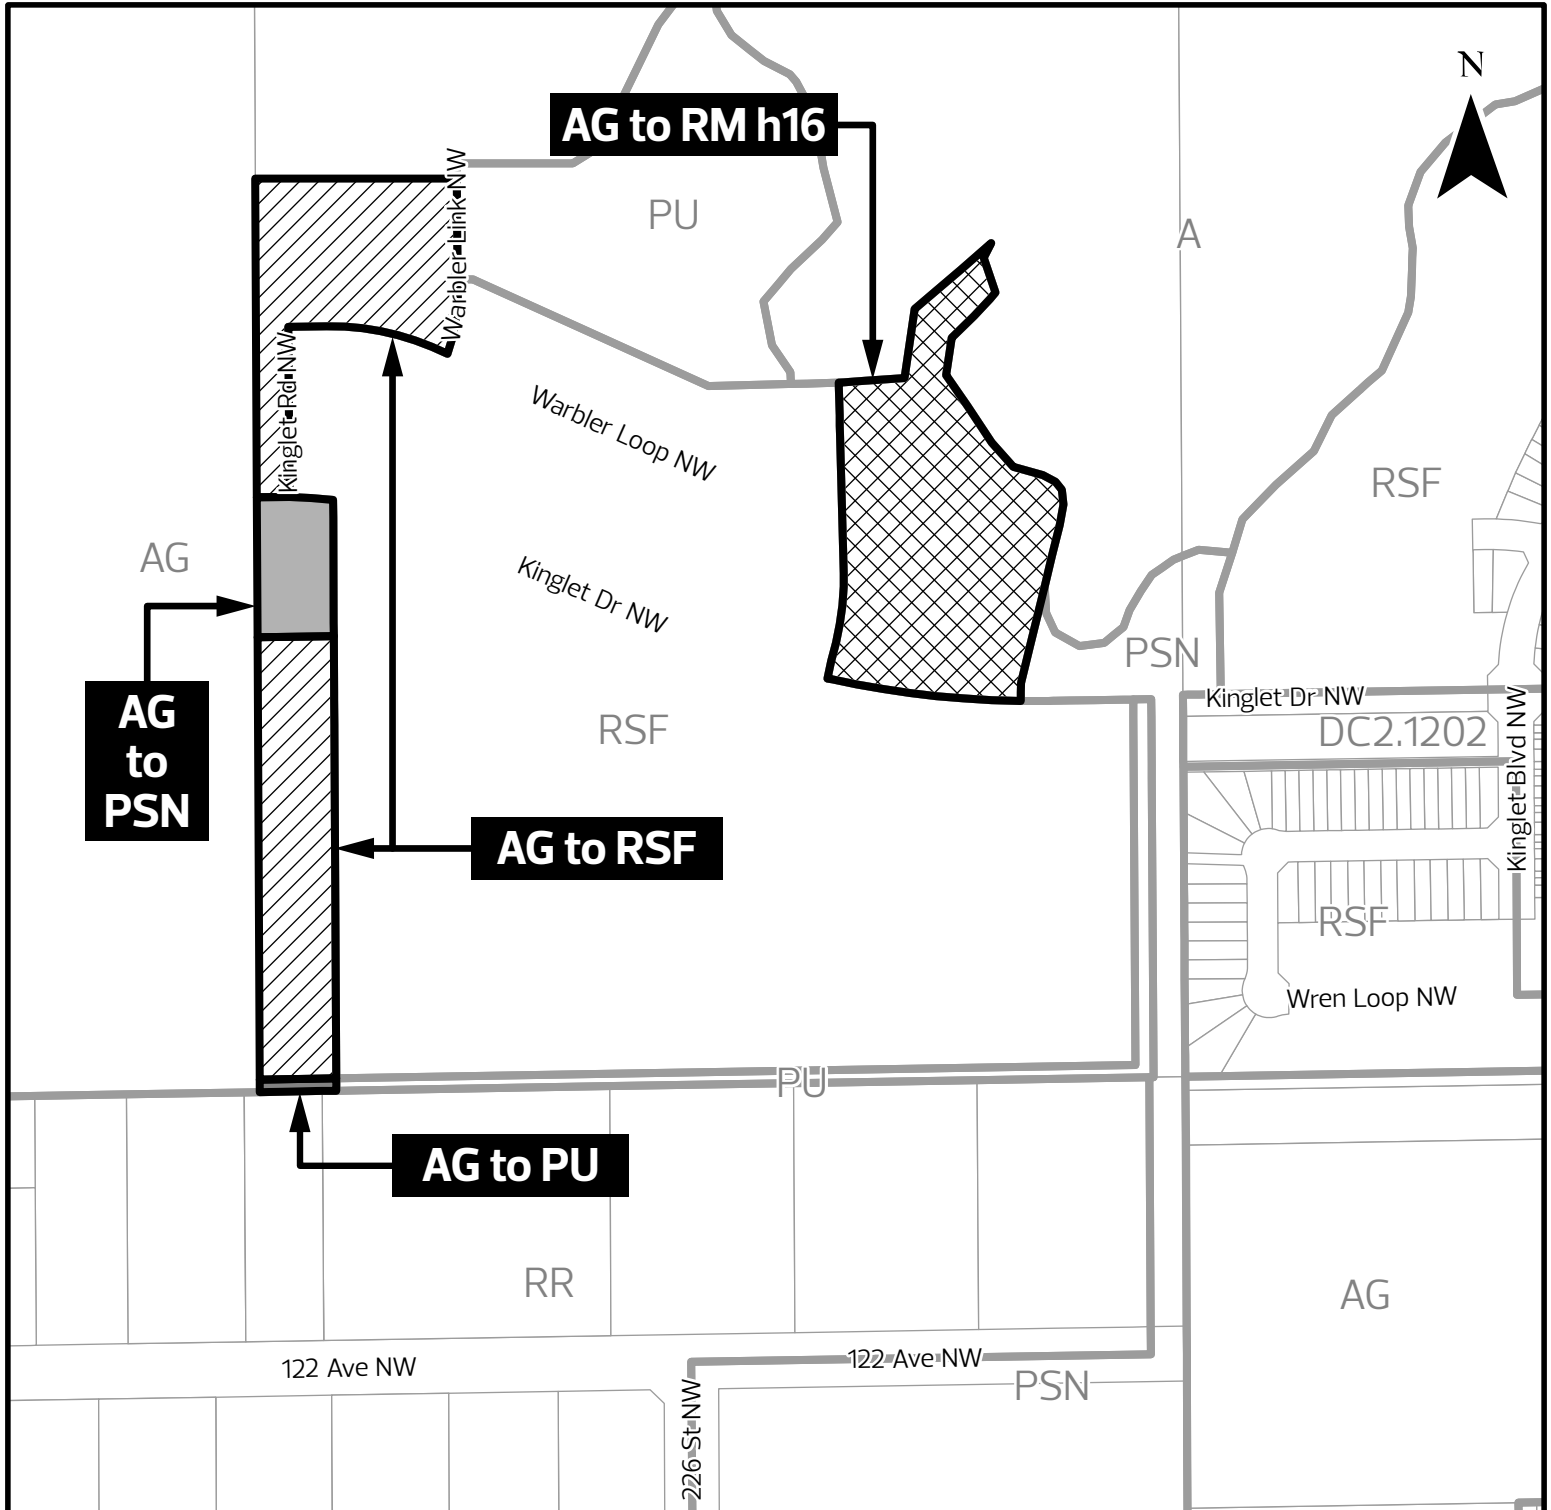 N
AG to RM h16
Warbler Link NW
PU
A
Kinglet Rd NW
Warbler Loop NW
RSF
AG
Kinglet Dr NW
PSN
AG
to
PSN
Kinglet Dr NW
RSF
DC2.1202
Kinglet Blvd NW
AG to RSF
RSF
Wren Loop NW
PU
AG to PU
RR
AG
122 Ave NW
122 Ave NW
PSN
226 St NW